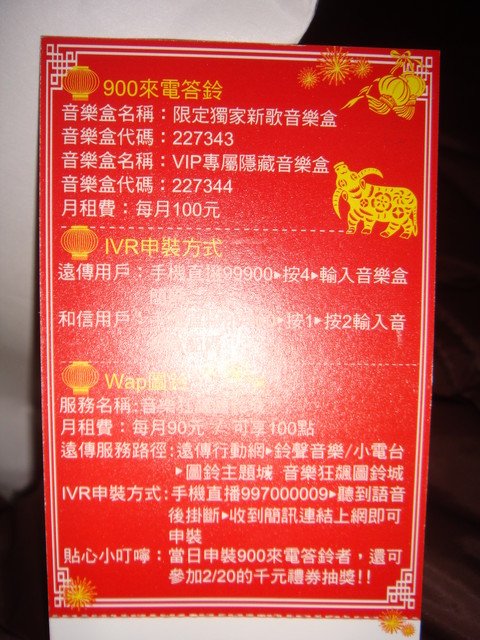 900來電答鈴
音樂盒名稱：限定獨家新歌音樂盒
音樂盒代碼：227343
音樂盒名稱：VIP專屬隱藏音樂盒
音樂盒代碼：227344
月租費：每月100元
IVR申裝方式
遠傳用戶：手機直撥99900▸按4▸輸入音樂盒
和信用戶：▸按1▸按2輸入音
Wap圖
服務名稱:音樂
月租費：每月90元 可享100點
遠傳服務路徑:遠傳行動網▸鈴聲音樂/小電台
▸圖鈴主題城 音樂狂飆圖鈴城
IVR申裝方式:手機直播997000009▸聽到語音
後掛斷▸收到簡訊連結上網即可
申裝
貼心小叮嚀：當日申裝900來電答鈴者，還可
參加2/20的千元禮券抽獎!!